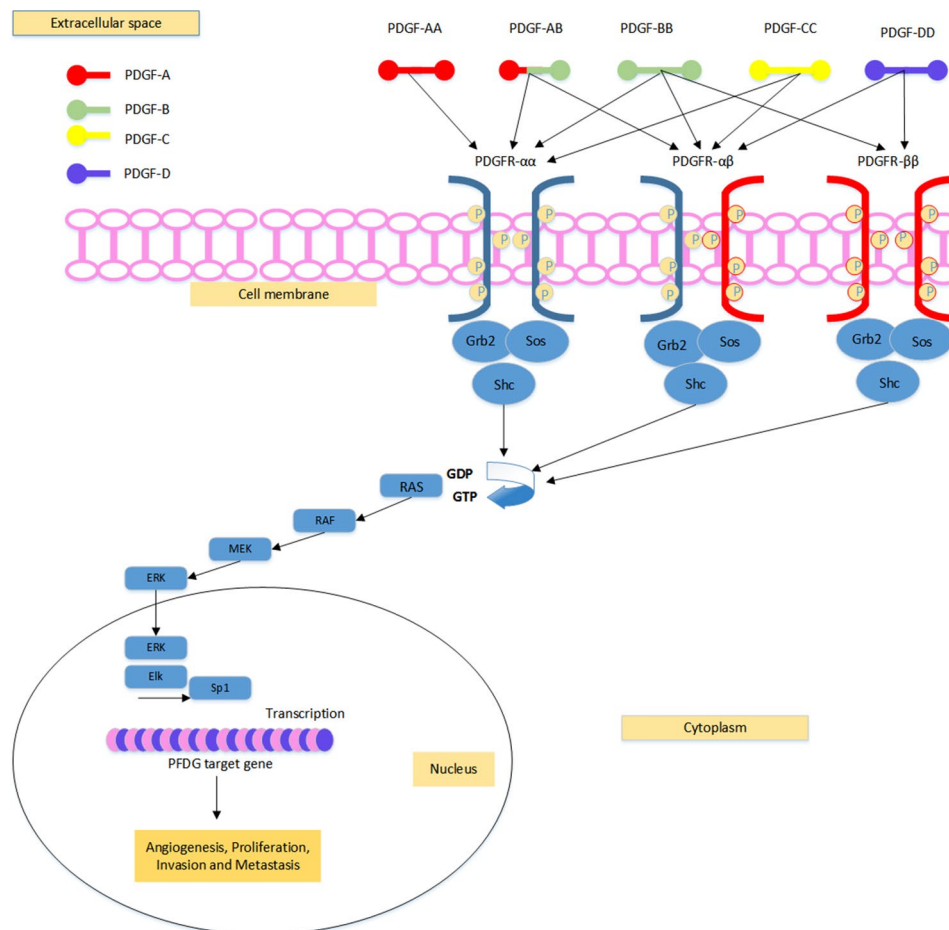 Extracellular space
PDGF-AA
PDGF-AB
PDGF-BB
PDGF-CC
PDGF-DD
PDGF-A
PDGF-B
PDGF-C
PDGF-D
PDGFR-αα
PDGFR-αβ
PDGFR-ββ
P P P P
P P P P
P P P P
P P P P
P P P P
P P P P
Cell membrane
Grb2 Sos
Shc
Grb2 Sos
Shc
Grb2 Sos
Shc
GDP
GTP
RAS
RAF
MEK
ERK
ERK
Elk
Sp1
Transcription
PFDG target gene
Nucleus
Cytoplasm
Angiogenesis, Proliferation,
Invasion and Metastasis